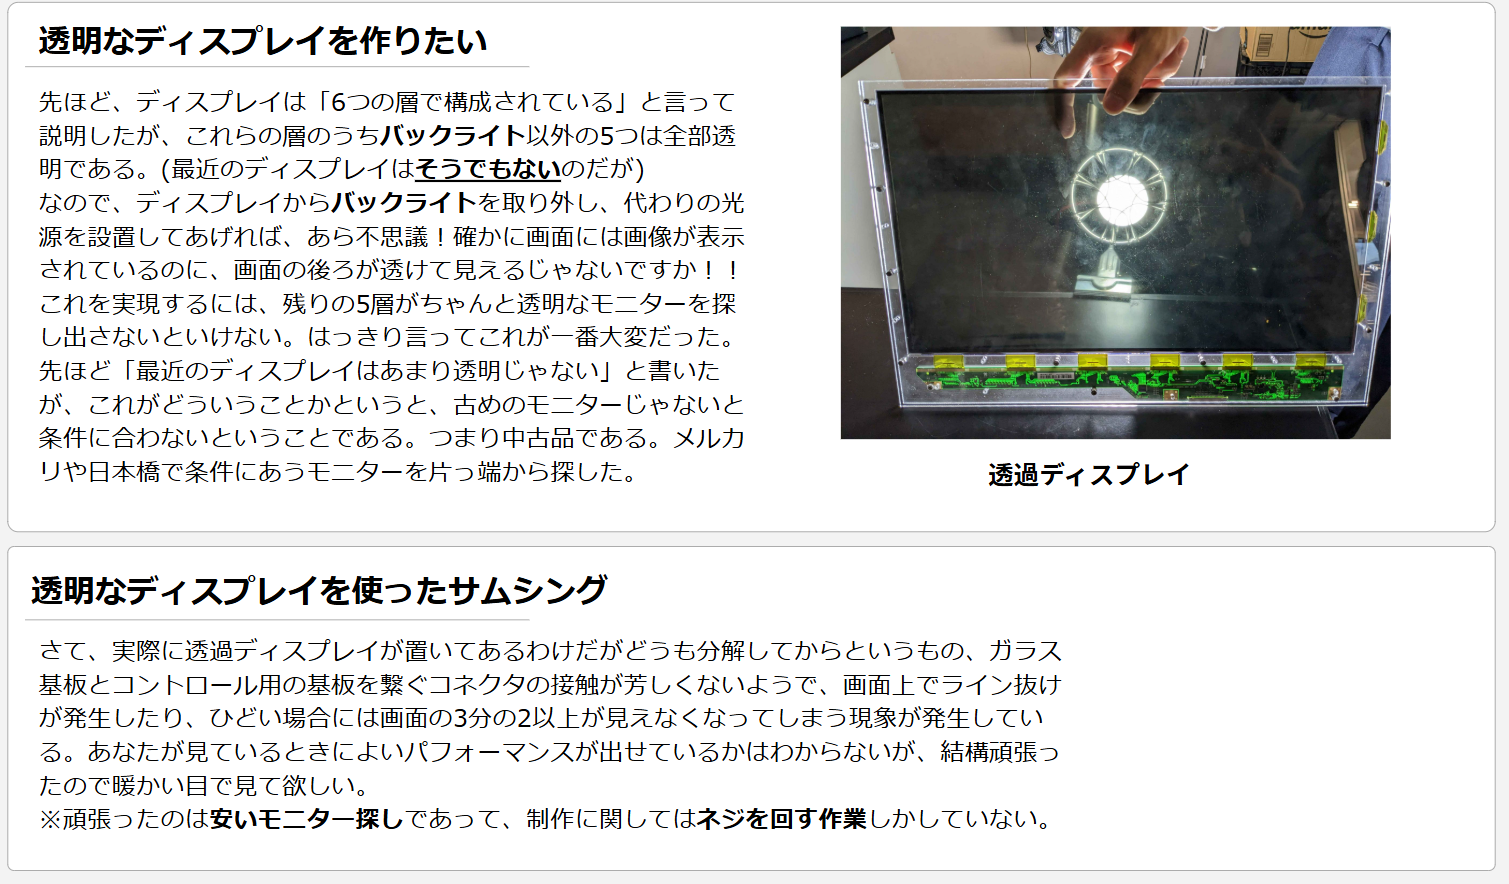 透明なディスプレイを作りたい
先ほど、ディスプレイは「6つの層で構成されている」と言って
説明したが、これらの層のうちバックライト以外の5つは全部透
明である。(最近のディスプレイはそうでもないのだが)
なので、ディスプレイからバックライトを取り外し、代わりの光
源を設置してあげれば、あら不思議！確かに画面には画像が表示
されているのに、画面の後ろが透けて見えるじゃないですか！！
これを実現するには、残りの5層がちゃんと透明なモニターを探
し出さないといけない。はっきり言ってこれが一番大変だった。
先ほど「最近のディスプレイはあまり透明じゃない」と書いた
が、これがどういうことかというと、古めのモニターじゃないと
条件に合わないということである。つまり中古品である。メルカ
リや日本橋で条件にあうモニターを片っ端から探した。
透過ディスプレイ
透明なディスプレイを使ったサムシング
さて、実際に透過ディスプレイが置いてあるわけだがどうも分解してからというもの、ガラス
基板とコントロール用の基板を繋ぐコネクタの接触が芳しくないようで、画面上でライン抜け
が発生したり、ひどい場合には画面の3分の2以上が見えなくなってしまう現象が発生してい
る。あなたが見ているときによいパフォーマンスが出せているかはわからないが、結構頑張っ
たので暖かい目で見て欲しい。
※頑張ったのは安いモニター探しであって、制作に関してはネジを回す作業しかしていない。